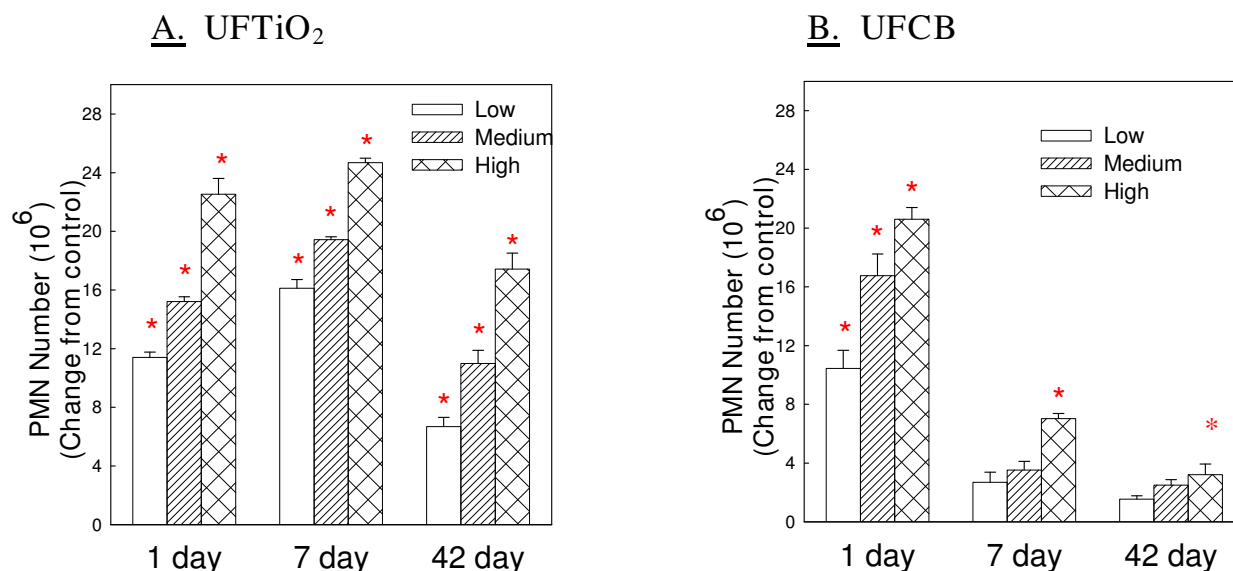 A. UFTiO2
PMN Number (10^6)
(Change from control)
28
24
20
16
12
8
4
0
Low
Medium
High
*
*
*
*
*
*
*
*
*
1 day
7 day
42 day
B. UFCB
PMN Number (10^6)
(Change from control)
28
24
20
16
12
8
4
0
Low
Medium
High
*
*
*
*
*
1 day
7 day
42 day